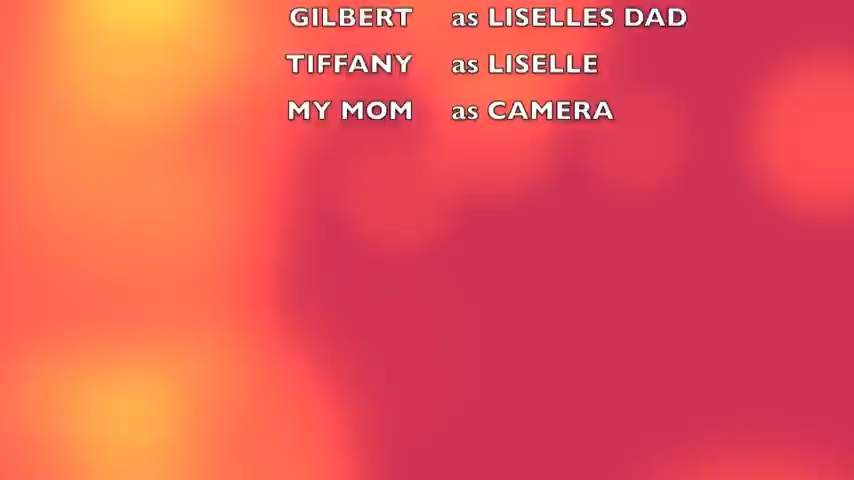 GILBERT as LISELLES DAD
TIFFANY as LISELLE
MY MOM as CAMERA